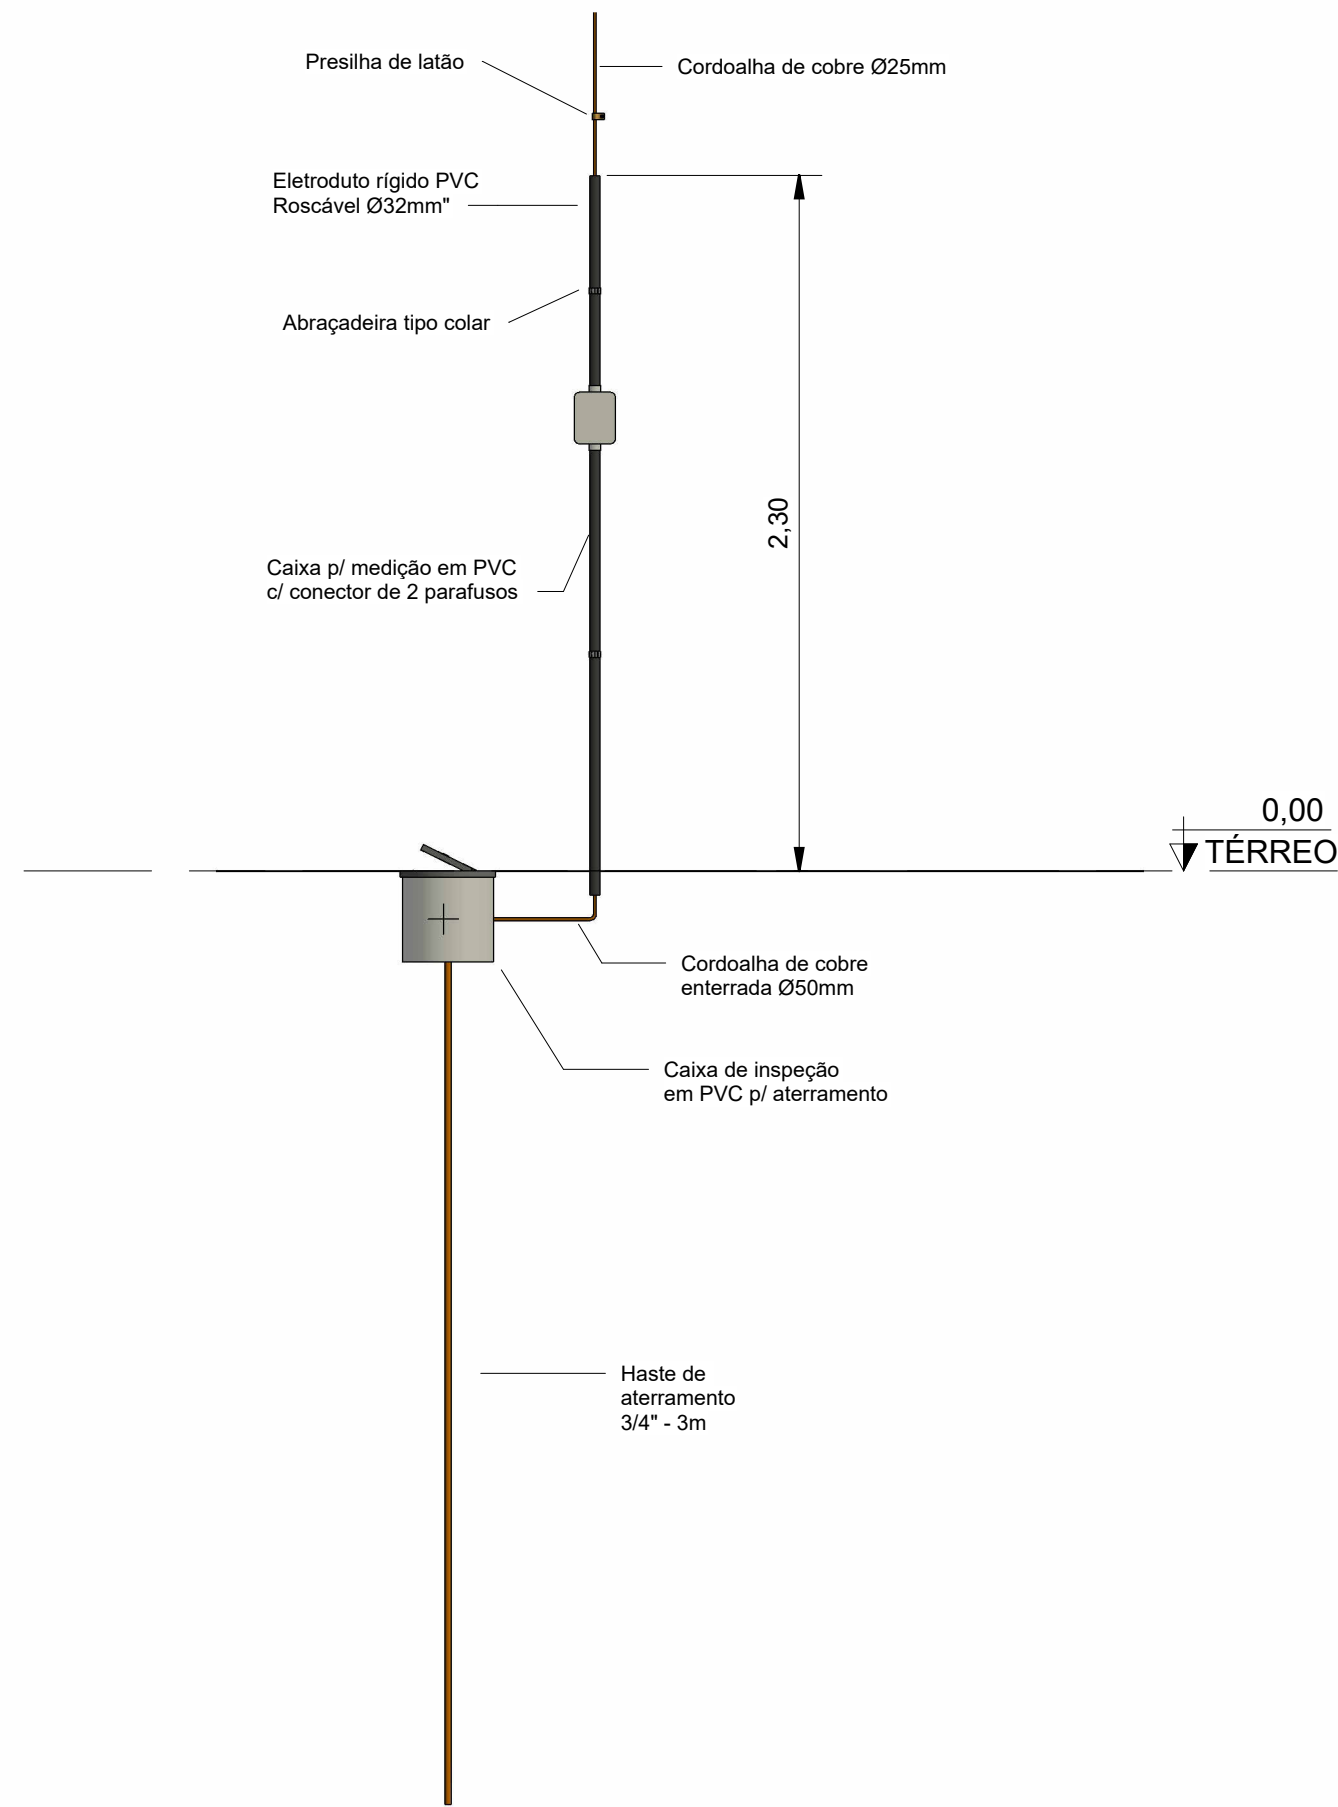 Presilha de latão
Cordoalha de cobre Ø25mm
Eletroduto rígido PVC
Roscável Ø32mm"
Abraçadeira tipo colar
2,30
Caixa p/ medição em PVC
c/ conector de 2 parafusos
0,00
TÉRREO
Cordoalha de cobre
enterrada Ø50mm
Caixa de inspeção
em PVC p/ aterramento
Haste de
aterramento
3/4" - 3m